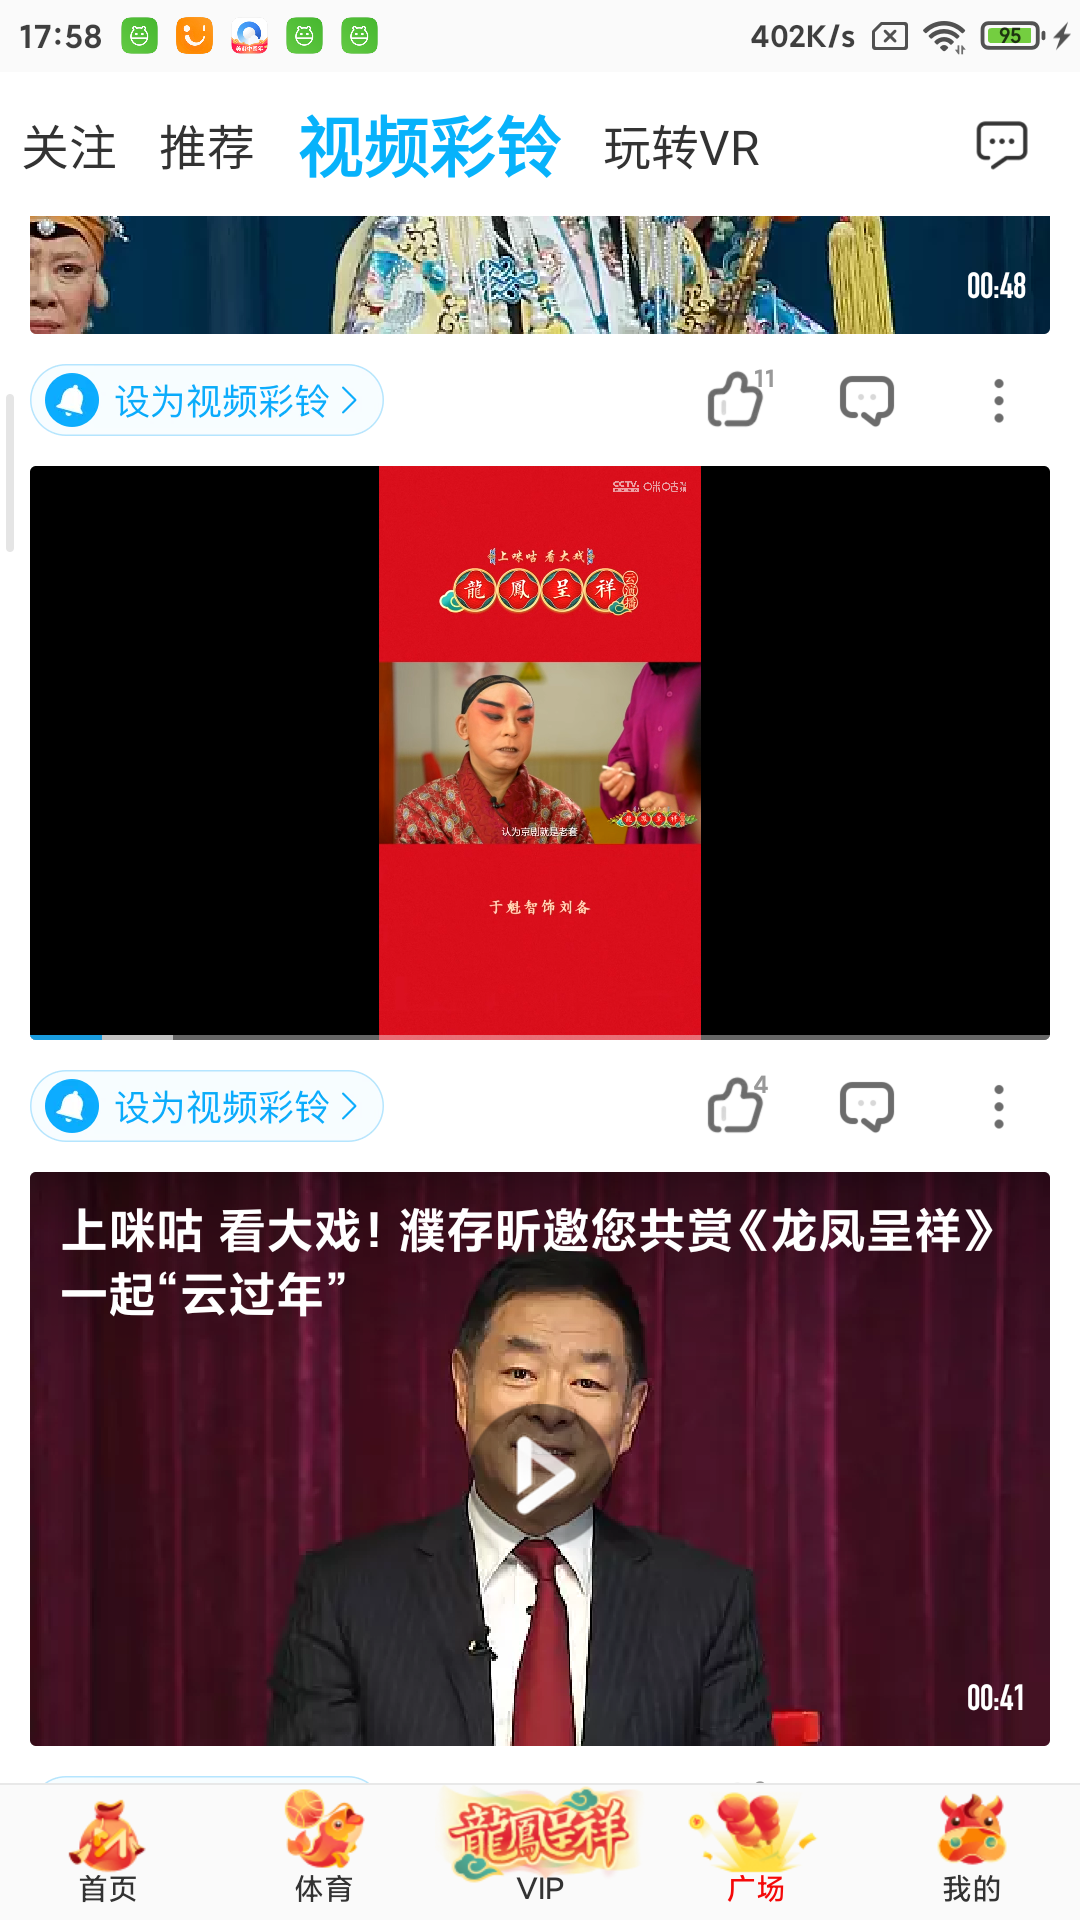 17:58
402K/s
95
关注 推荐 视频彩铃 玩转VR
00:48
设为视频彩铃
11
CCTV 咪咕
上咪咕 看大戏
龍鳳呈祥
认为京剧就是老套
于魁智饰刘备
设为视频彩铃
4
上咪咕 看大戏！濮存昕邀您共赏《龙凤呈祥》
一起“云过年”
00:41
龍鳳呈祥
首页 体育 VIP 广场 我的